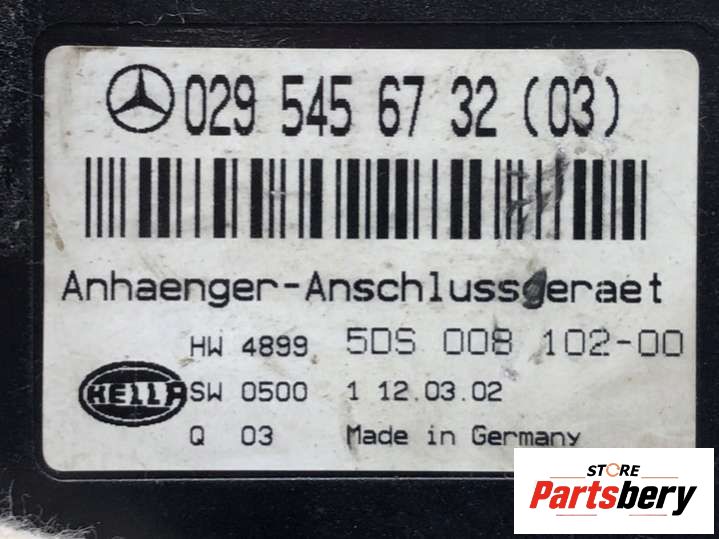 029 545 67 32 (03)
Anhaenger-Anschlussgeraet
HW 4899 5DS 008 102-00
HELLA SW 0500 1 12.03.02
Q 03 Made in Germany
STORE
Partsbery